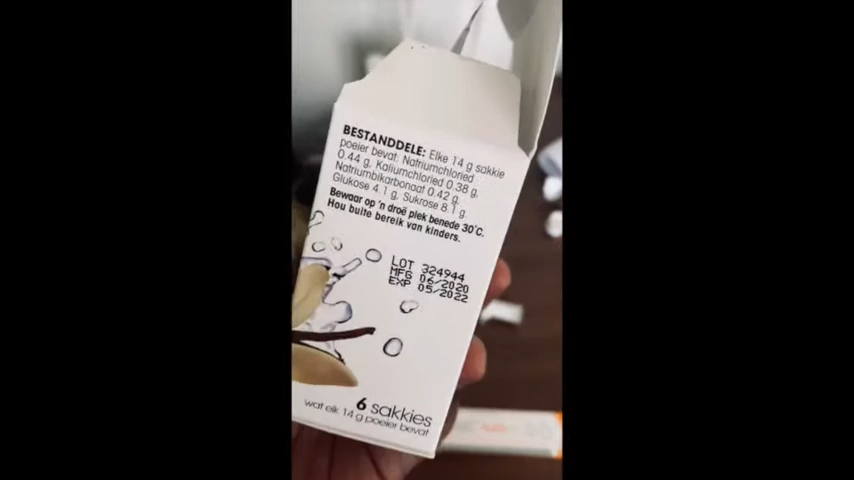 BESTANDDELE: Elke 14 g sakkie
poeier bevat: Natriumchloried
0.44 g, Kaliumchloried 0.38 g,
Natriumbikarbonaat 0.42 g,
Glukose 4.1 g, Sukrose 8.1 g.
Bewaar op 'n droë plek benede 30°C.
Hou buite bereik van kinders.
LOT 324944
MFG 06/2020
EXP 05/2022
6 sakkies
wat elk 14 g poeier bevat